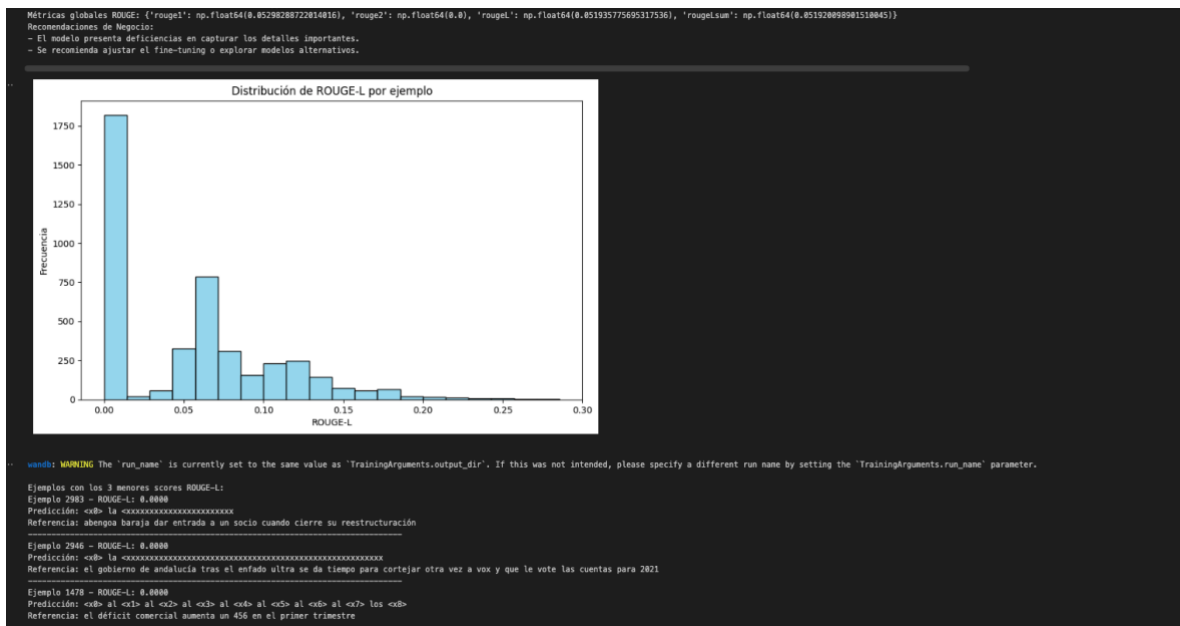 Métricas globales ROUGE: {'rouge1': np.float64(0.05298288722014016), 'rouge2': np.float64(0.0), 'rougeL': np.float64(0.051935775695317536), 'rougeLsum': np.float64(0.051920098901510045)}
Recomendaciones de Negocio:
- El modelo presenta deficiencias en capturar los detalles importantes.
- Se recomienda ajustar el fine-tuning o explorar modelos alternativos.
Distribución de ROUGE-L por ejemplo
1750
1500
1250
1000
750
500
250
0
Frecuencia
0.00 0.05 0.10 0.15 0.20 0.25 0.30
ROUGE-L
wandb: WARNING The `run_name` is currently set to the same value as `TrainingArguments.output_dir`. If this was not intended, please specify a different run name by setting the `TrainingArguments.run_name` parameter.
Ejemplos con los 3 menores scores ROUGE-L:
Ejemplo 2983 - ROUGE-L: 0.0000
Predicción: <x0> la <xxxxxxxxxxxxxxxxxxxxxxx
Referencia: abengoa baraja dar entrada a un socio cuando cierre su reestructuración
Ejemplo 2946 - ROUGE-L: 0.0000
Predicción: <x0> la <xxxxxxxxxxxxxxxxxxxxxxxxxxxxxxxxxxxxxxxxxxxxxxxxxxxxxx
Referencia: el gobierno de andalucía tras el enfado ultra se da tiempo para cortejar otra vez a vox y que le vote las cuentas para 2021
Ejemplo 1478 - ROUGE-L: 0.0000
Predicción: <x0> al <x1> al <x2> al <x3> al <x4> al <x5> al <x6> al <x7> los <x8>
Referencia: el déficit comercial aumenta un 456 en el primer trimestre